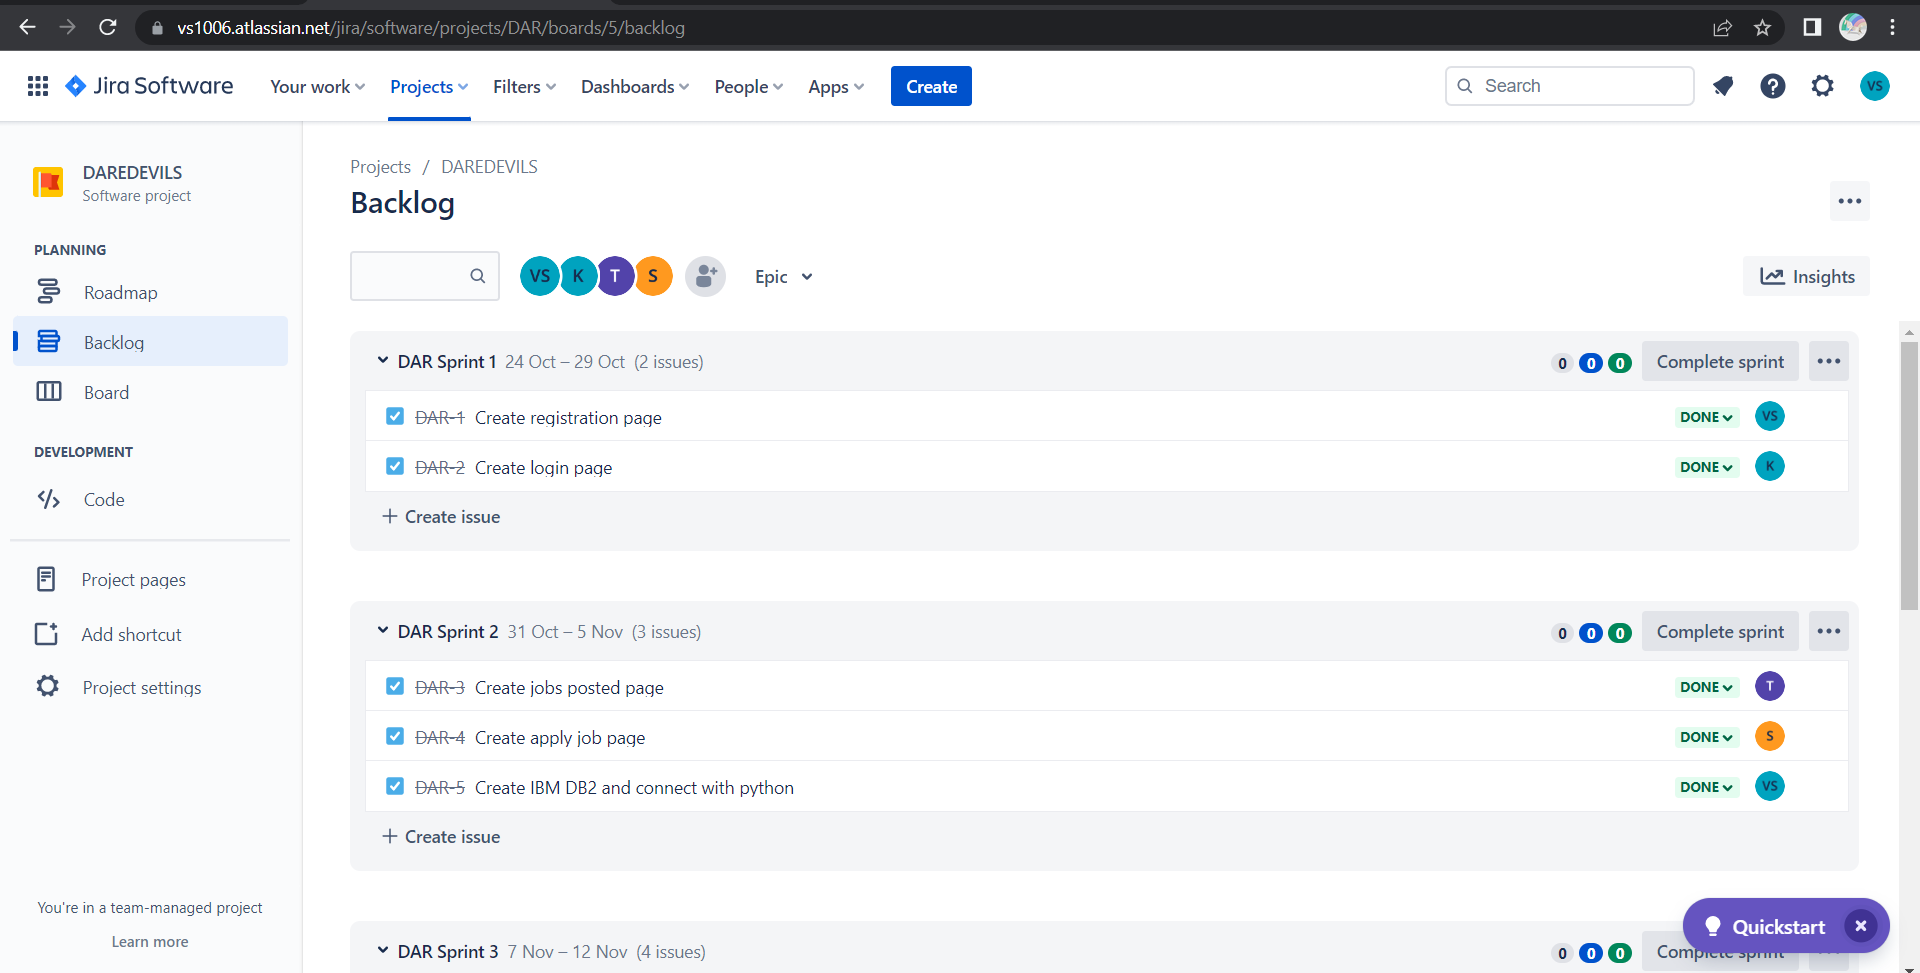 vs1006.atlassian.net/jira/software/projects/DAR/boards/5/backlog
Jira Software Your work Projects Filters Dashboards People Apps Create Search VS
DAREDEVILS
Software project
PLANNING
Roadmap
Backlog
Board
DEVELOPMENT
Code
Project pages
Add shortcut
Project settings
You're in a team-managed project
Learn more
Projects / DAREDEVILS
Backlog
VS K T S Epic Insights
DAR Sprint 1 24 Oct – 29 Oct (2 issues) 0 0 0 Complete sprint
DAR-1 Create registration page DONE VS
DAR-2 Create login page DONE K
+ Create issue
DAR Sprint 2 31 Oct – 5 Nov (3 issues) 0 0 0 Complete sprint
DAR-3 Create jobs posted page DONE T
DAR-4 Create apply job page DONE S
DAR-5 Create IBM DB2 and connect with python DONE VS
+ Create issue
DAR Sprint 3 7 Nov – 12 Nov (4 issues) 0 0 0 Complete sprint
Quickstart